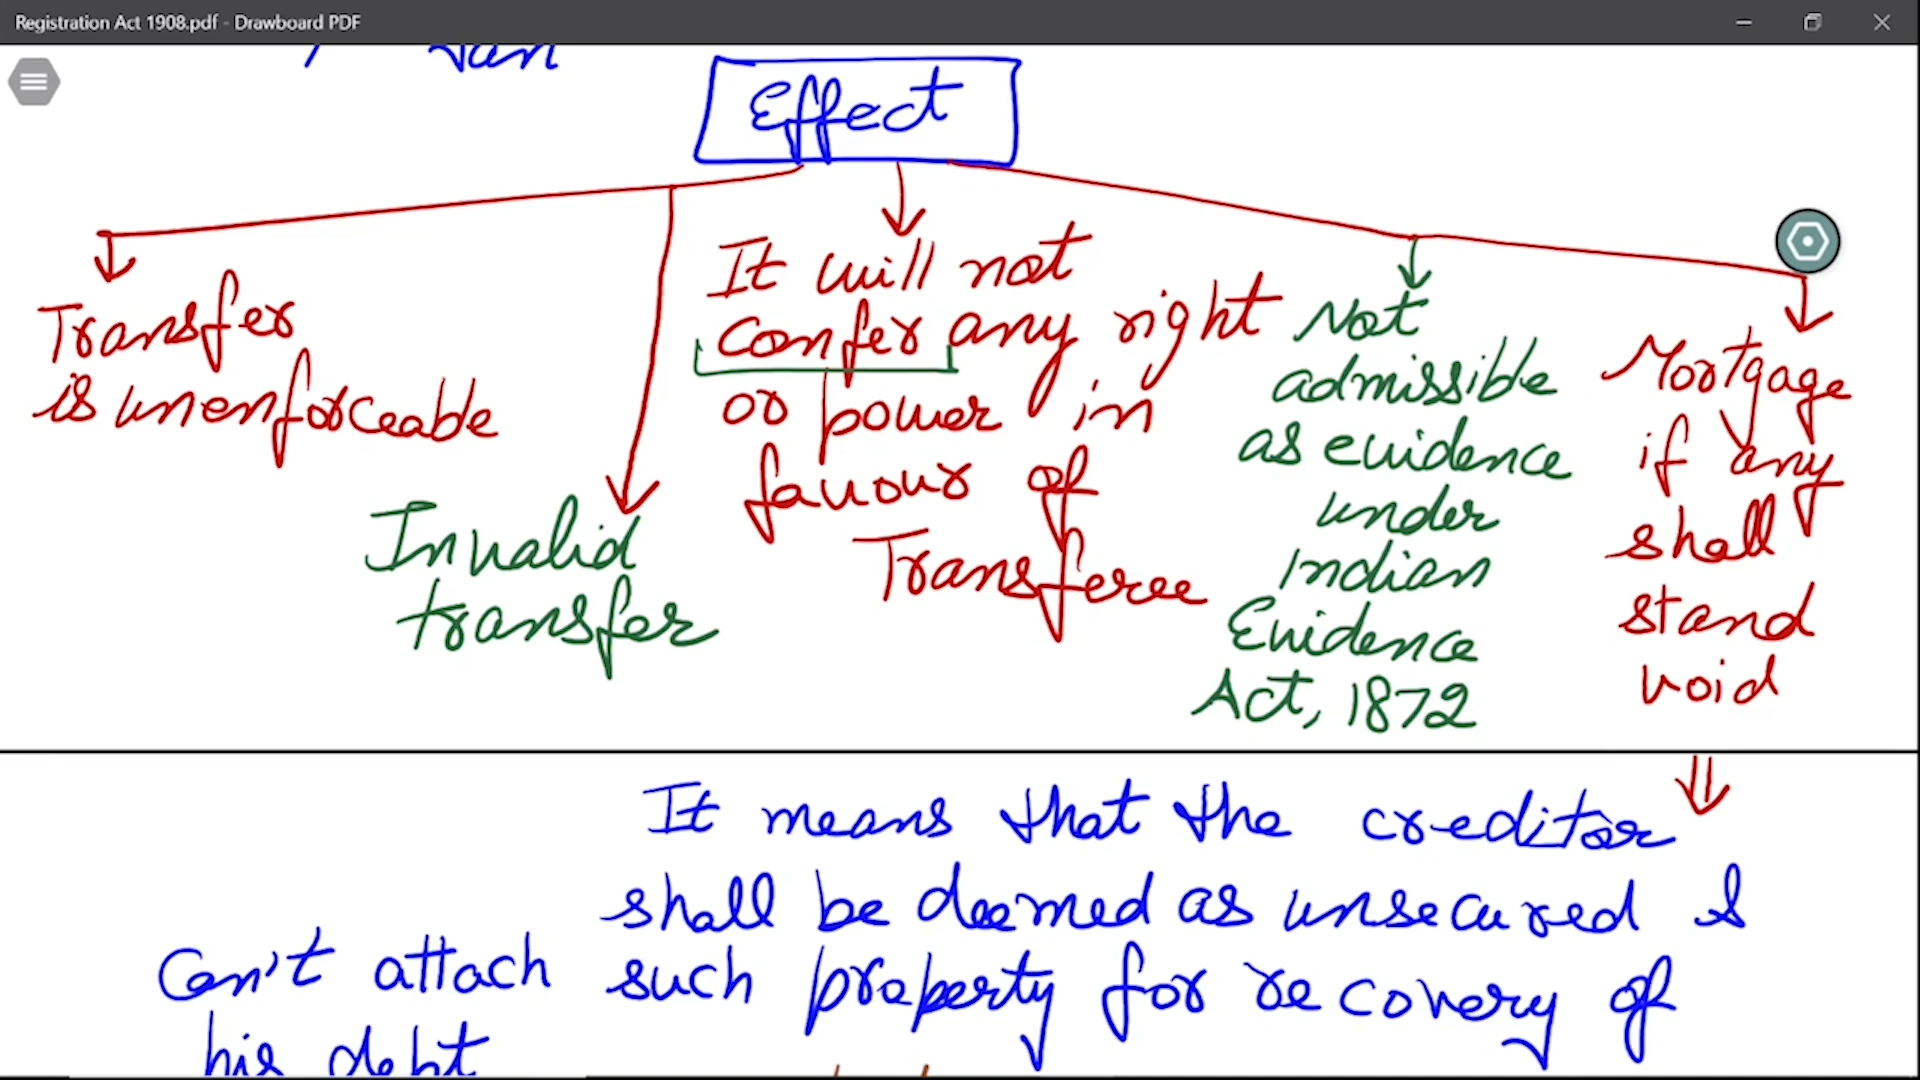 Registration Act 1908.pdf - Drawboard PDF
Jan
Effect
Transfer
is unenforceable
Invalid
transfer
It will not
confer any right
or power in
favour of
Transferee
Not
admissible
as evidence
under
Indian
Evidence
Act, 1872
Mortgage
if any
shall
stand
void
It means that the creditor
shall be deemed as unsecured &
Can't attach such property for recovery of
his debt